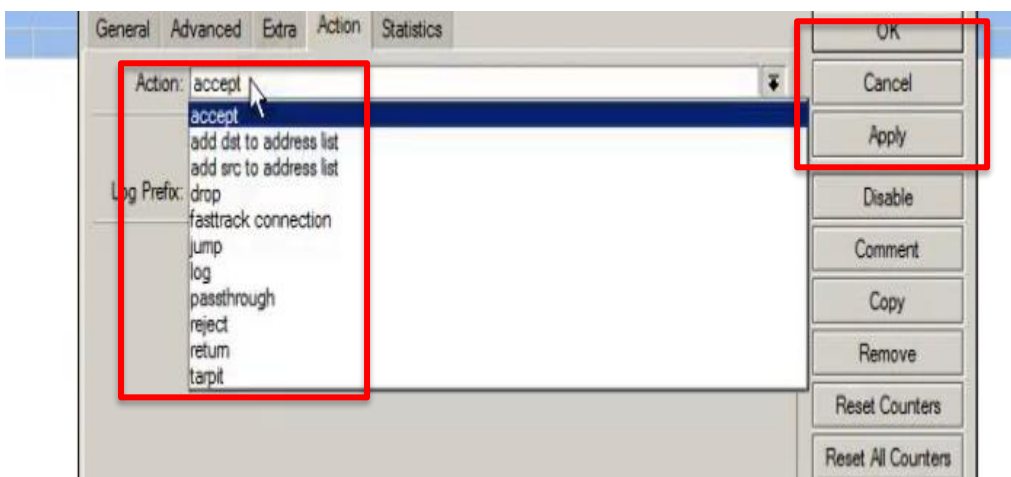 General Advanced Extra Action Statistics
Action: accept
accept
add dst to address list
add src to address list
drop
fasttrack connection
jump
log
passthrough
reject
return
tarpit
Log Prefix:
OK
Cancel
Apply
Disable
Comment
Copy
Remove
Reset Counters
Reset All Counters